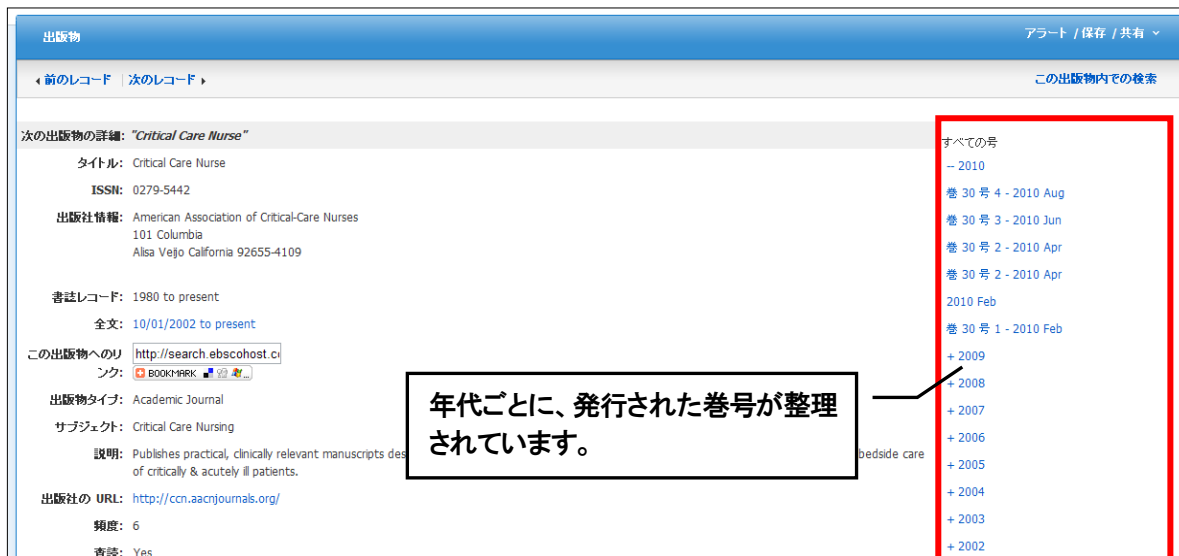 出版物
アラート / 保存 / 共有
前のレコード
次のレコード
この出版物内での検索
次の出版物の詳細: "Critical Care Nurse"
タイトル: Critical Care Nurse
ISSN: 0279-5442
出版社情報: American Association of Critical-Care Nurses
101 Columbia
Alisa Veijo California 92655-4109
書誌レコード: 1980 to present
全文: 10/01/2002 to present
この出版物へのリ
ンク: http://search.ebscohost.c
BOOKMARK
出版物タイプ: Academic Journal
サブジェクト: Critical Care Nursing
説明: Publishes practical, clinically relevant manuscripts des
bedside care
of critically & acutely ill patients.
出版社の URL: http://ccn.aacnjournals.org/
頻度: 6
査読: Yes
すべての号
– 2010
巻 30 号 4 - 2010 Aug
巻 30 号 3 - 2010 Jun
巻 30 号 2 - 2010 Apr
巻 30 号 2 - 2010 Apr
2010 Feb
巻 30 号 1 - 2010 Feb
+ 2009
+ 2008
+ 2007
+ 2006
+ 2005
+ 2004
+ 2003
+ 2002
年代ごとに、発行された巻号が整理
されています。